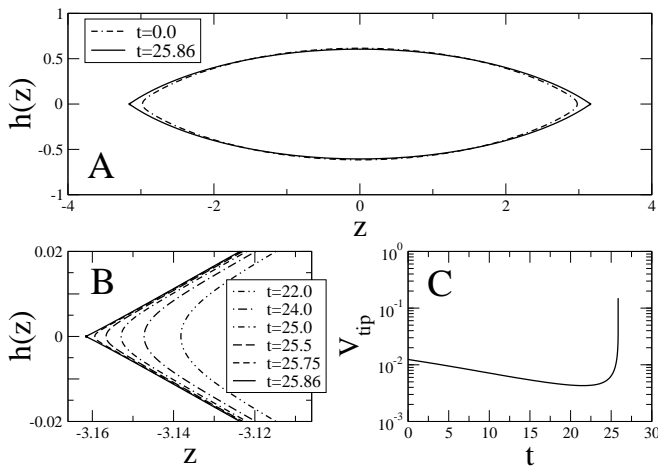 1
0.5
0
-0.5
-1
h(z)
t=0.0
t=25.86
A
-4
-2
0
2
4
z
0.02
0
-0.02
h(z)
B
t=22.0
t=24.0
t=25.0
t=25.5
t=25.75
t=25.86
-3.16
-3.14
-3.12
z
10^0
10^-1
10^-2
10^-3
V_tip
C
0
5
10
15
20
25
30
t